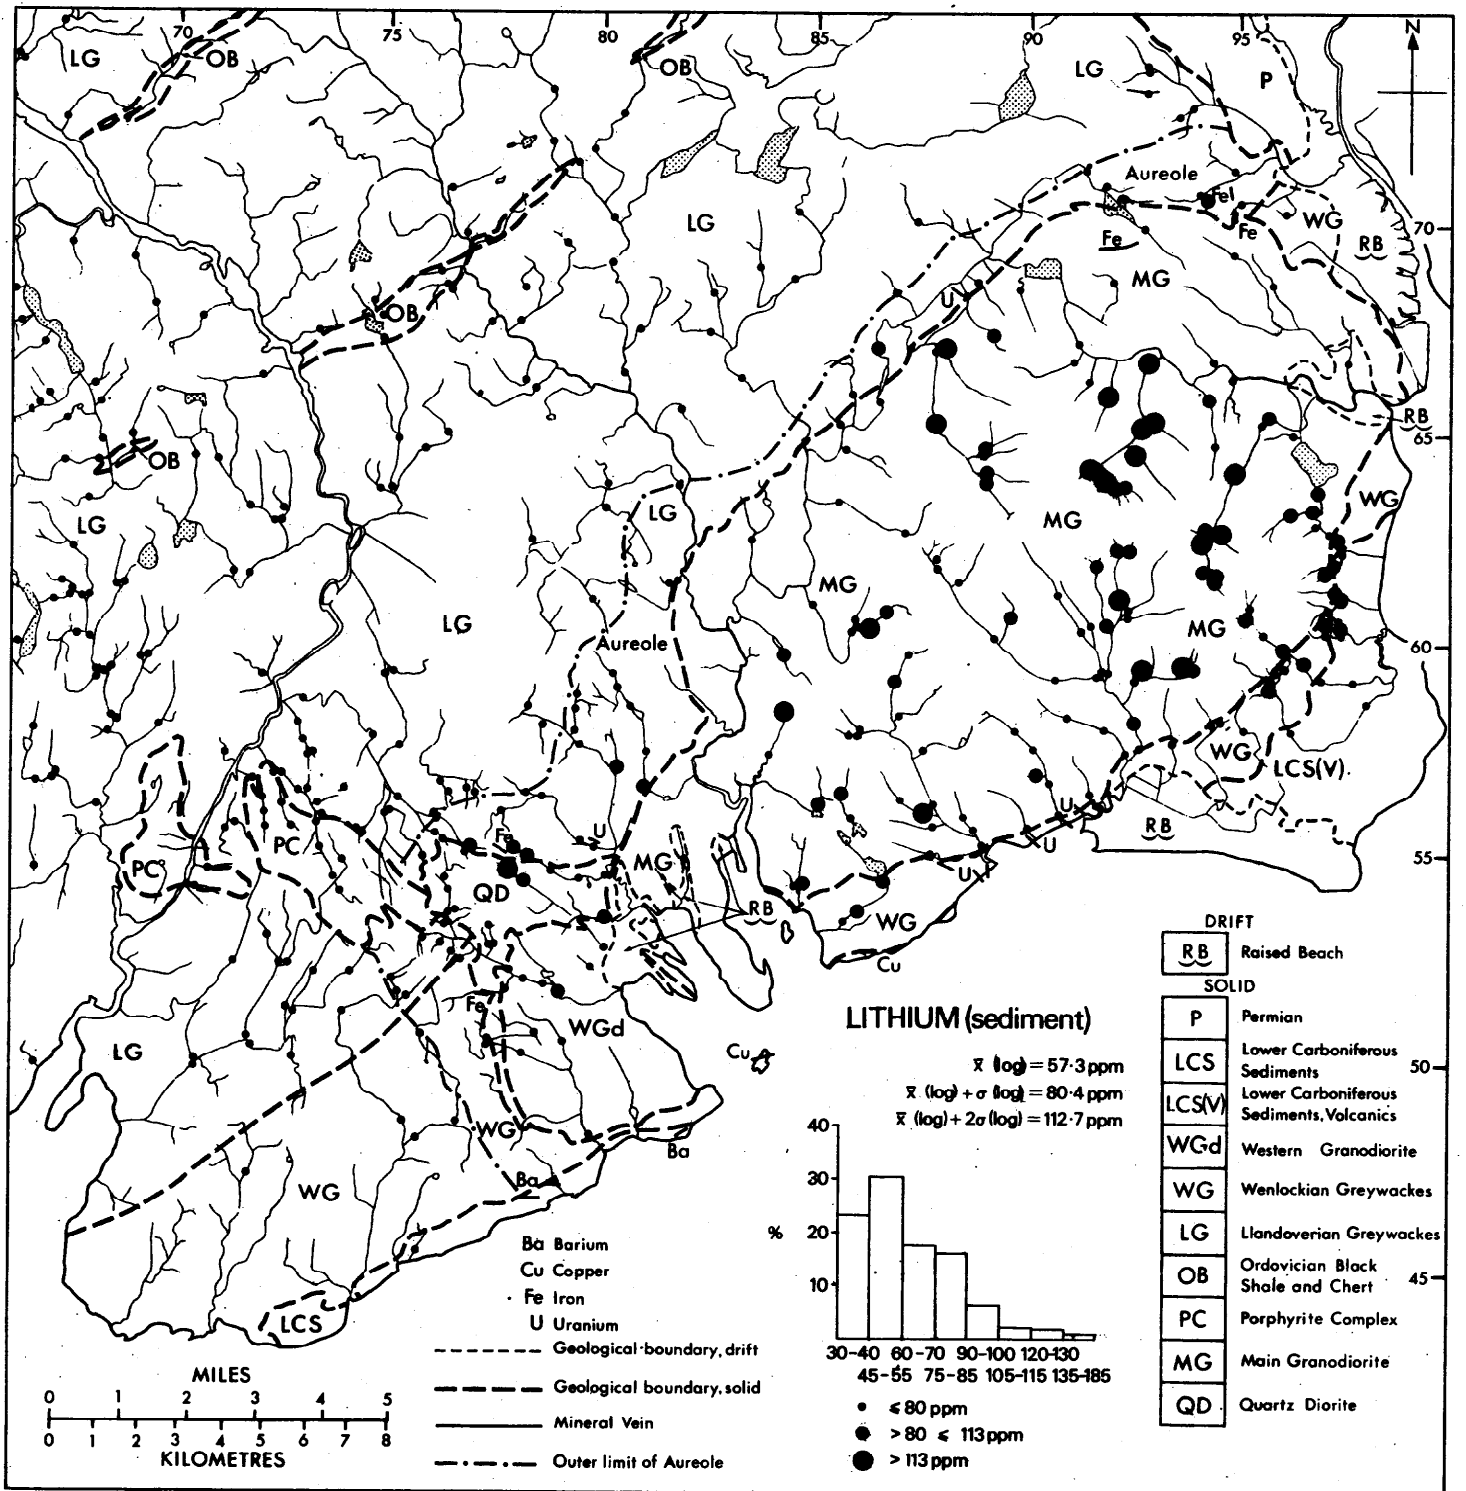 70 75 80 85 90 95
N
LG OB OB LG P
Aureole
Fe
LG WG 70
Fe Fe RB
MG
U
OB
RB
65
OB
LG LG WG
MG
MG
LG MG
Aureole 60
WG LCS(V).
U
RB
U
Fe U
PC PC MG 55
QD U
RB
WG
Cu
Fe
WGd
LG Cu 50
WG
Ba
Ba
WG
LCS
45
DRIFT
RB Raised Beach
SOLID
P Permian
LCS Lower Carboniferous
Sediments
LCS(V) Lower Carboniferous
Sediments, Volcanics
WGd Western Granodiorite
WG Wenlockian Greywackes
LG Llandoverian Greywackes
OB Ordovician Black
Shale and Chert
PC Porphyrite Complex
MG Main Granodiorite
QD Quartz Diorite
LITHIUM (sediment)
x̄ (log) = 57·3 ppm
x̄ (log) + σ (log) = 80·4 ppm
x̄ (log) + 2σ (log) = 112·7 ppm
40
30
%
20
10
30-40 60-70 90-100 120-130
45-55 75-85 105-115 135-185
≤ 80 ppm
> 80 ≤ 113 ppm
> 113 ppm
Ba Barium
Cu Copper
Fe Iron
U Uranium
Geological boundary, drift
Geological boundary, solid
Mineral Vein
Outer limit of Aureole
MILES
0 1 2 3 4 5
0 1 2 3 4 5 6 7 8
KILOMETRES